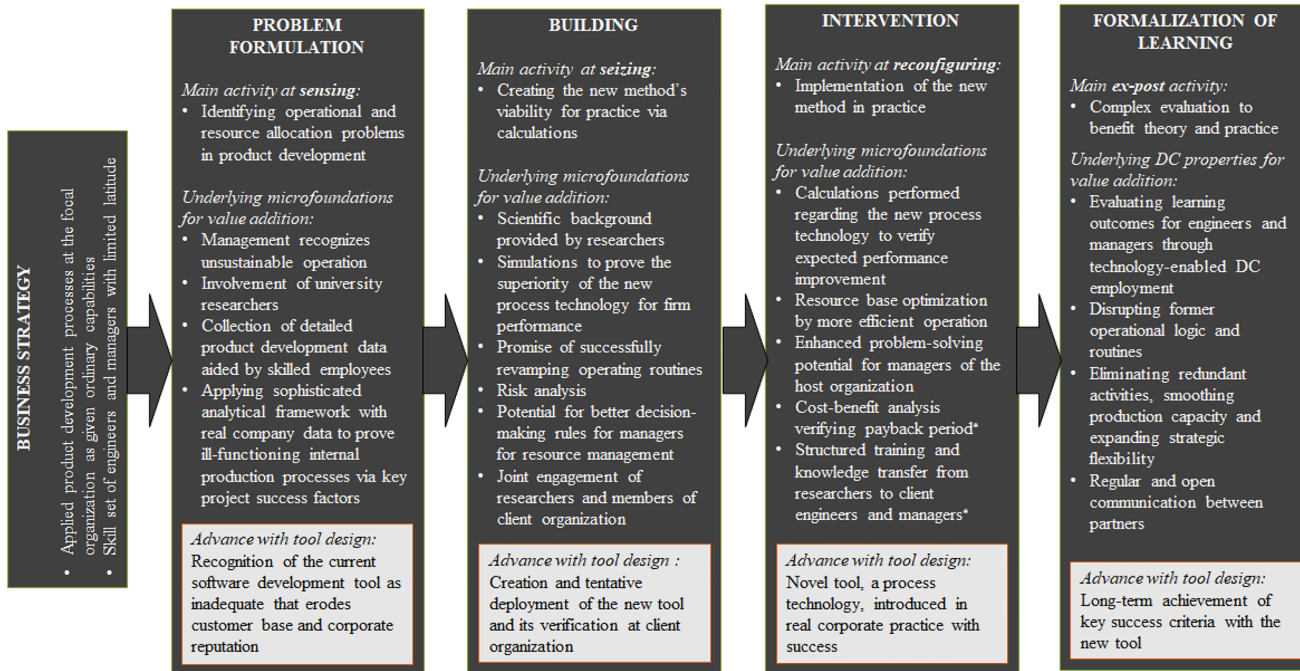 BUSINESS STRATEGY
• Applied product development processes at the focal
organization as given ordinary capabilities
• Skill set of engineers and managers with limited latitude
PROBLEM
FORMULATION
Main activity at sensing:
• Identifying operational and
resource allocation problems
in product development
Underlying microfoundations
for value addition:
• Management recognizes
unsustainable operation
• Involvement of university
researchers
• Collection of detailed
product development data
aided by skilled employees
• Applying sophisticated
analytical framework with
real company data to prove
ill-functioning internal
production processes via key
project success factors
Advance with tool design:
Recognition of the current
software development tool as
inadequate that erodes
customer base and corporate
reputation
BUILDING
Main activity at seizing:
• Creating the new method's
viability for practice via
calculations
Underlying microfoundations
for value addition:
• Scientific background
provided by researchers
• Simulations to prove the
superiority of the new
process technology for firm
performance
• Promise of successfully
revamping operating routines
• Risk analysis
• Potential for better decision-
making rules for managers
for resource management
• Joint engagement of
researchers and members of
client organization
Advance with tool design :
Creation and tentative
deployment of the new tool
and its verification at client
organization
INTERVENTION
Main activity at reconfiguring:
• Implementation of the new
method in practice
Underlying microfoundations
for value addition:
• Calculations performed
regarding the new process
technology to verify
expected performance
improvement
• Resource base optimization
by more efficient operation
• Enhanced problem-solving
potential for managers of the
host organization
• Cost-benefit analysis
verifying payback period*
• Structured training and
knowledge transfer from
researchers to client
engineers and managers*
Advance with tool design:
Novel tool, a process
technology, introduced in
real corporate practice with
success
FORMALIZATION OF
LEARNING
Main ex-post activity:
• Complex evaluation to
benefit theory and practice
Underlying DC properties for
value addition:
• Evaluating learning
outcomes for engineers and
managers through
technology-enabled DC
employment
• Disrupting former
operational logic and
routines
• Eliminating redundant
activities, smoothing
production capacity and
expanding strategic
flexibility
• Regular and open
communication between
partners
Advance with tool design:
Long-term achievement of
key success criteria with the
new tool